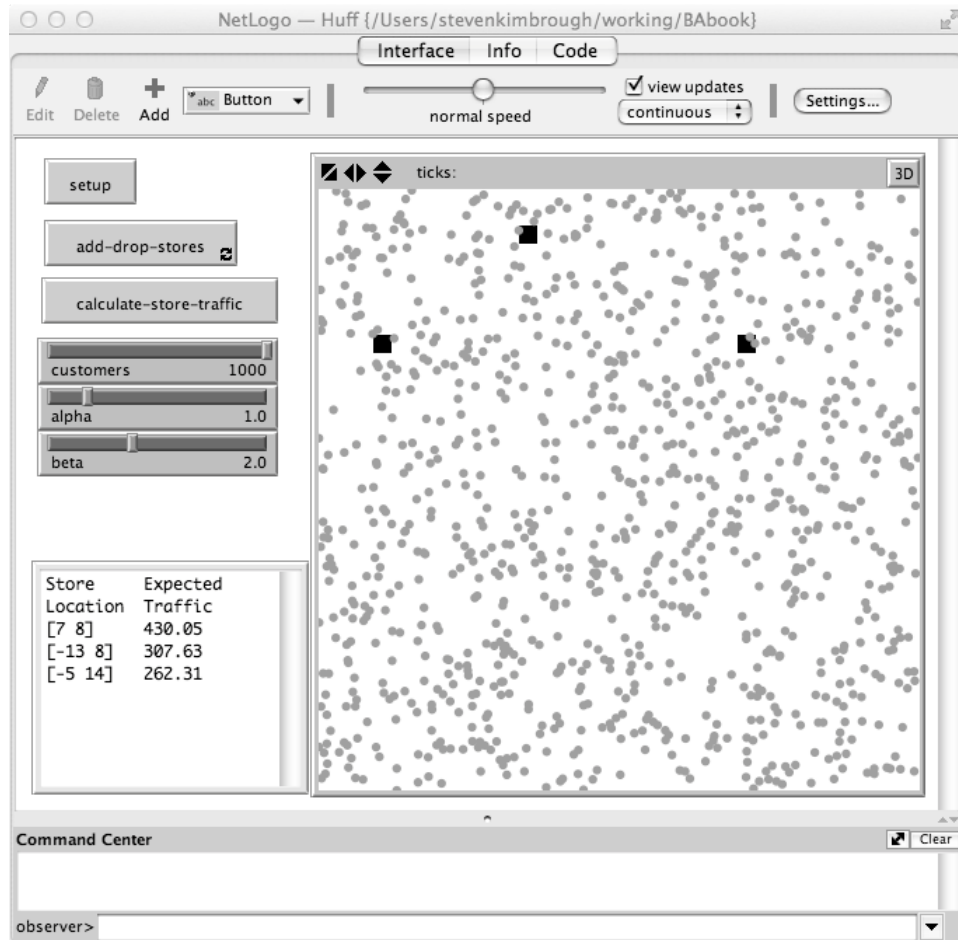 NetLogo — Huff {/Users/stevenkimbrough/working/BAbook}
Interface Info Code
Edit Delete Add abc Button normal speed view updates continuous Settings...
setup
ticks: 3D
add-drop-stores
calculate-store-traffic
customers 1000
alpha 1.0
beta 2.0
Store Expected
Location Traffic
[7 8] 430.05
[-13 8] 307.63
[-5 14] 262.31
Command Center Clear
observer>